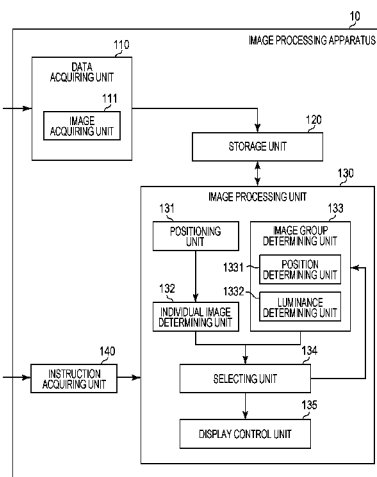 10
IMAGE PROCESSING APPARATUS
110
DATA
ACQUIRING UNIT
111
IMAGE
ACQUIRING UNIT
120
STORAGE UNIT
130
IMAGE PROCESSING UNIT
131
POSITIONING
UNIT
133
IMAGE GROUP
DETERMINING UNIT
1331
POSITION
DETERMINING UNIT
132
INDIVIDUAL IMAGE
DETERMINING UNIT
1332
LUMINANCE
DETERMINING UNIT
140
INSTRUCTION
ACQUIRING UNIT
134
SELECTING UNIT
135
DISPLAY CONTROL UNIT